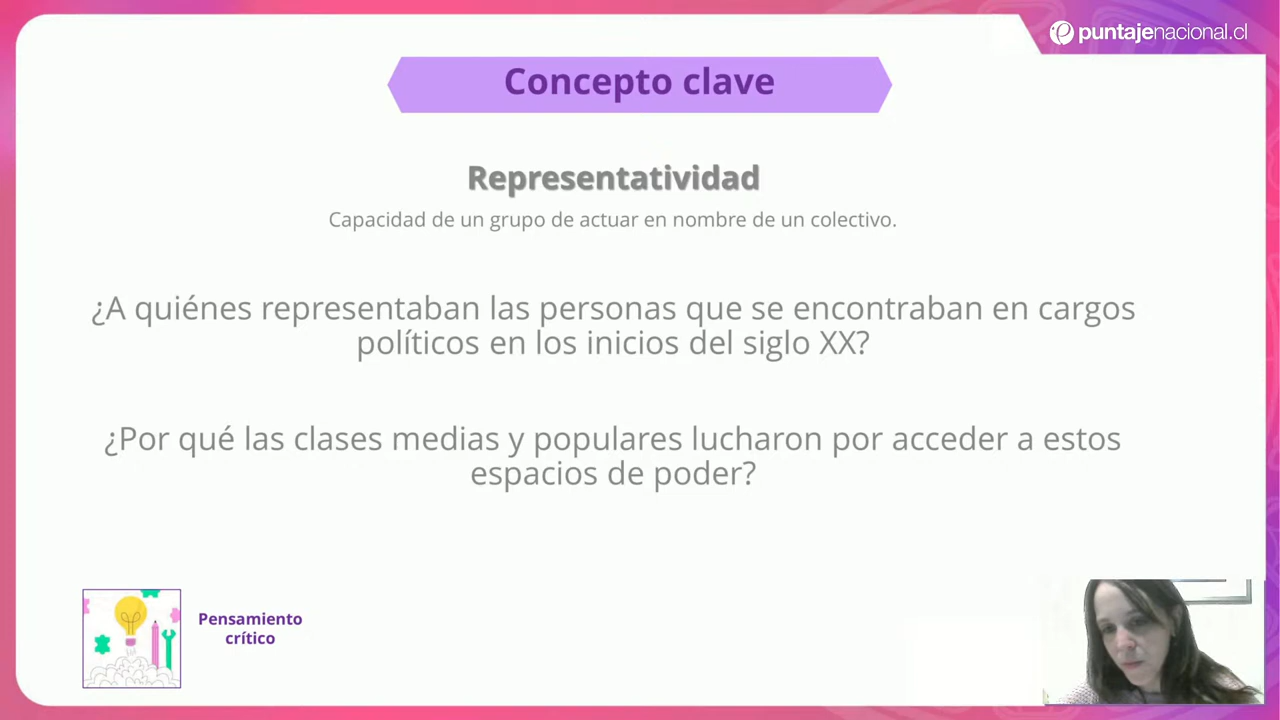 puntajenacional.cl
Concepto clave
Representatividad
Capacidad de un grupo de actuar en nombre de un colectivo.
¿A quiénes representaban las personas que se encontraban en cargos
políticos en los inicios del siglo XX?
¿Por qué las clases medias y populares lucharon por acceder a estos
espacios de poder?
Pensamiento
crítico